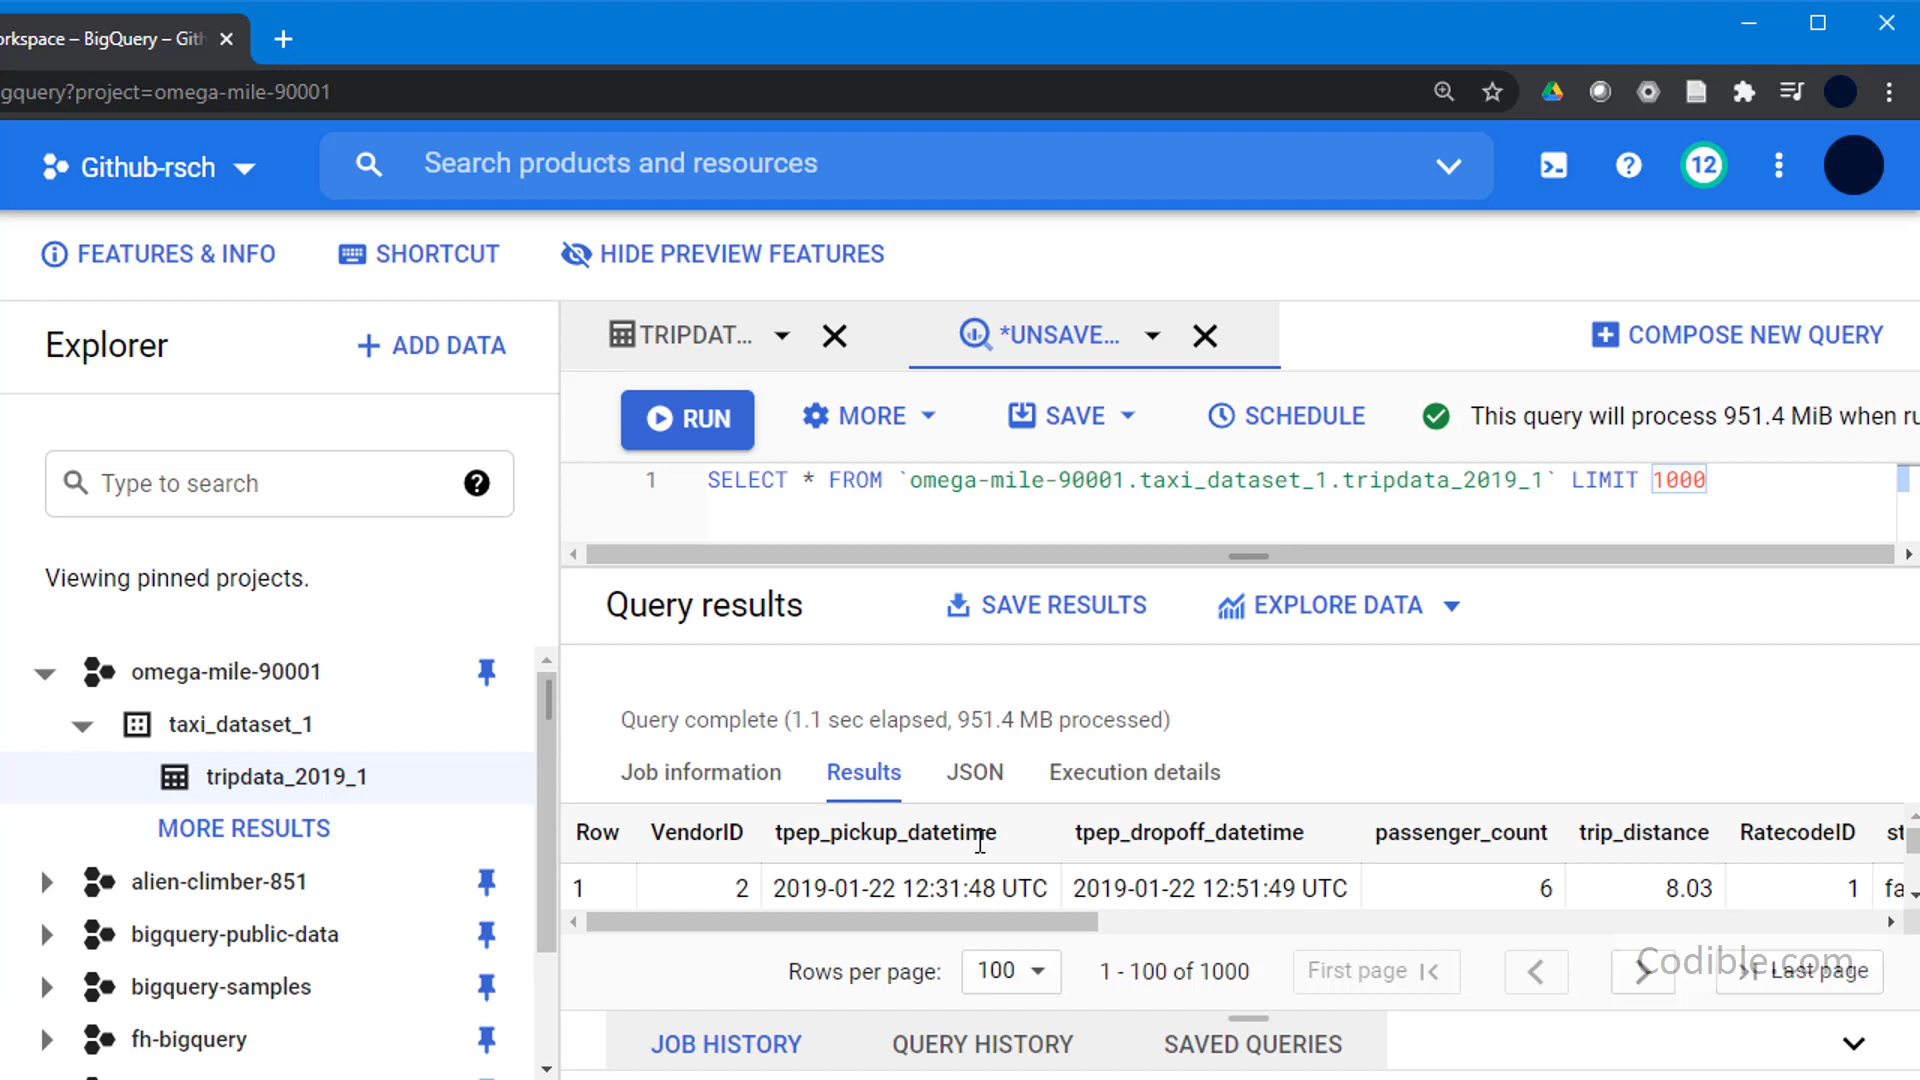 orkspace – BigQuery – Gith
gquery?project=omega-mile-90001
Github-rsch
Search products and resources
12
FEATURES & INFO
SHORTCUT
HIDE PREVIEW FEATURES
Explorer
ADD DATA
TRIPDAT...
*UNSAVE...
COMPOSE NEW QUERY
RUN
MORE
SAVE
SCHEDULE
This query will process 951.4 MiB when ru
Type to search
1 SELECT * FROM `omega-mile-90001.taxi_dataset_1.tripdata_2019_1` LIMIT 1000
Viewing pinned projects.
Query results
SAVE RESULTS
EXPLORE DATA
omega-mile-90001
taxi_dataset_1
tripdata_2019_1
MORE RESULTS
alien-climber-851
bigquery-public-data
bigquery-samples
fh-bigquery
Query complete (1.1 sec elapsed, 951.4 MB processed)
Job information Results JSON Execution details
Row VendorID tpep_pickup_datetime tpep_dropoff_datetime passenger_count trip_distance RatecodeID st
1 2 2019-01-22 12:31:48 UTC 2019-01-22 12:51:49 UTC 6 8.03 1 fa
Rows per page: 100 1 - 100 of 1000 First page Last page
Codible.com
JOB HISTORY QUERY HISTORY SAVED QUERIES